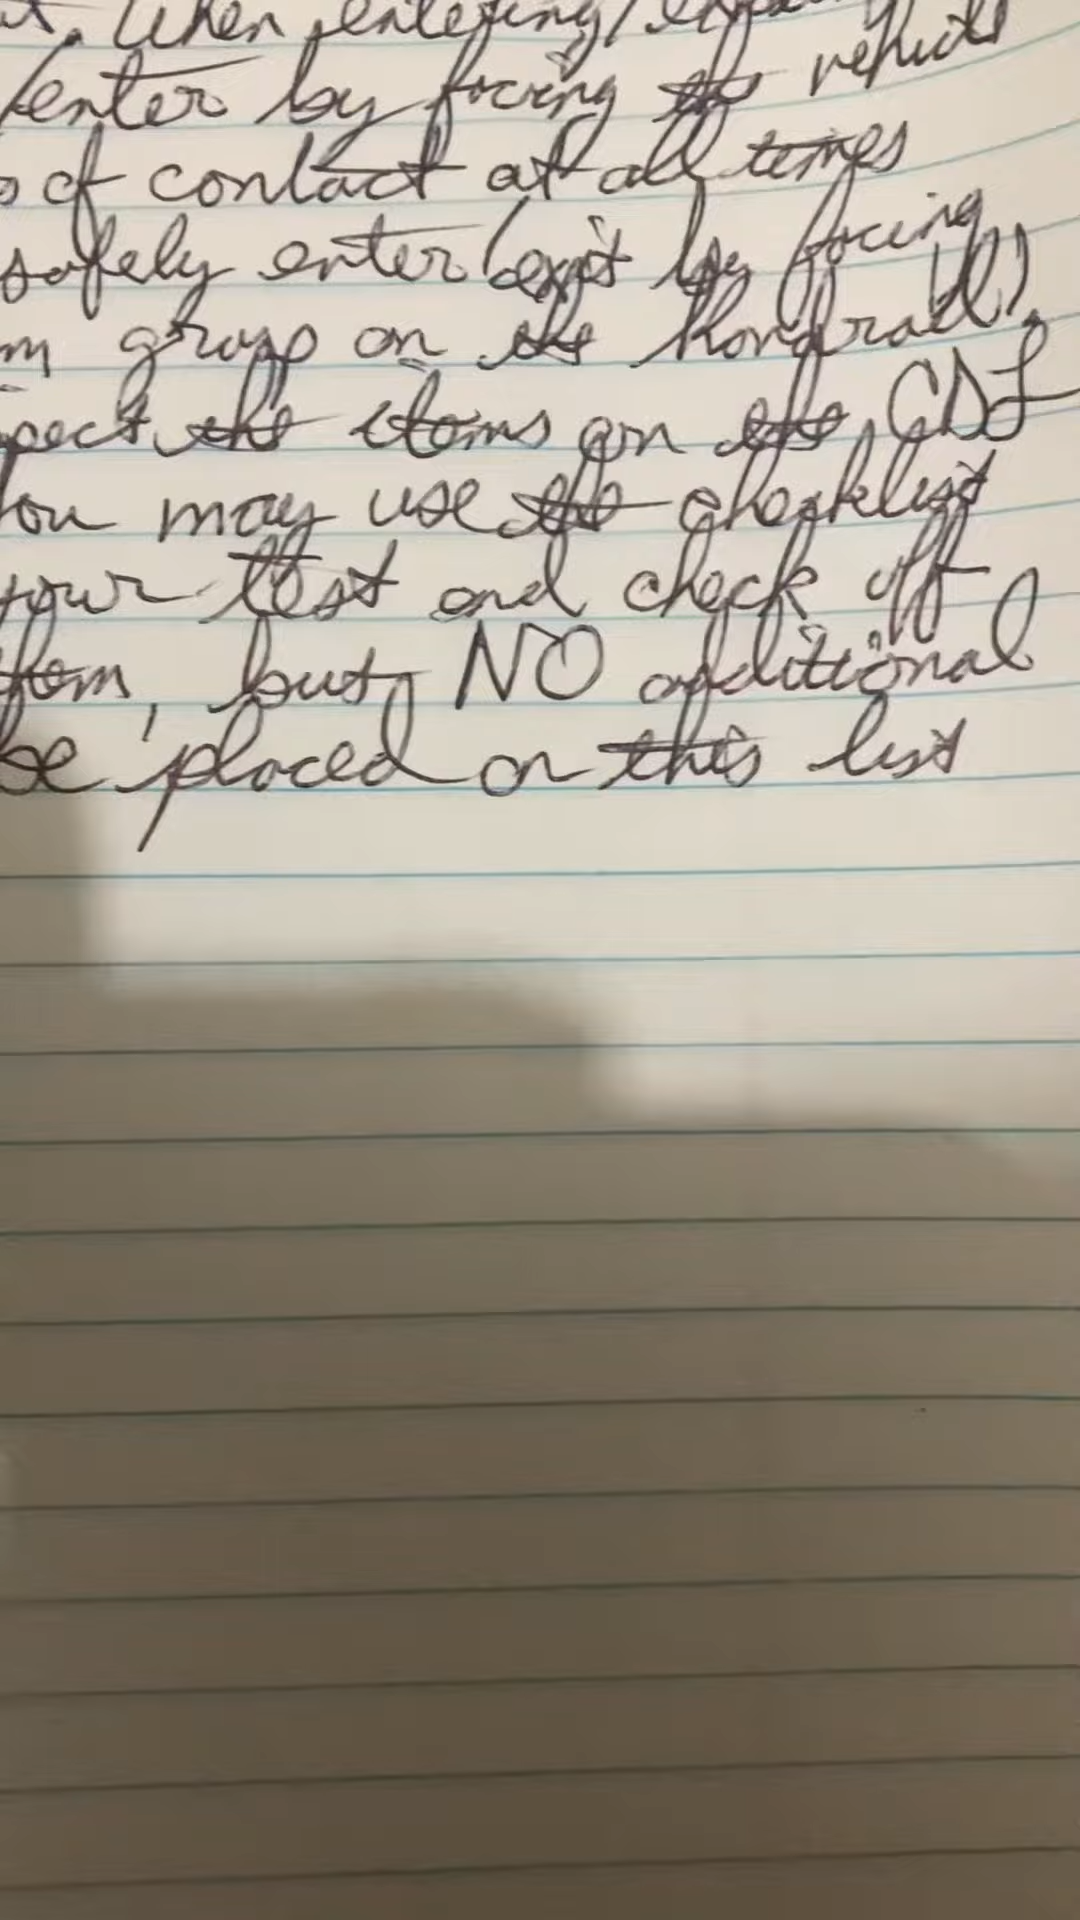 . When entering/
/enter by facing the vehicle
of contact at all times
safely enter/exit by facing
m grasp on the handrail).
pect the items on the CDL
You may use the checklist
your test and check off
them, but NO additional
be placed on this list